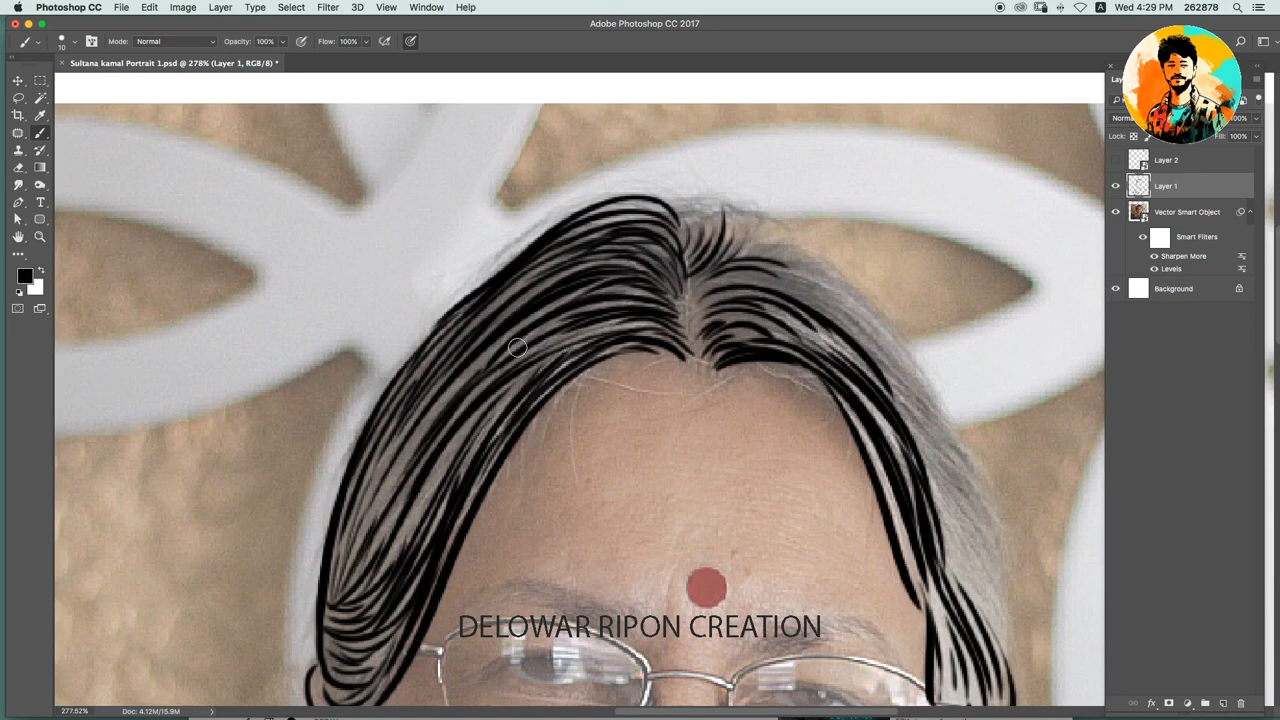 Photoshop File Edit Image Layer Type Select Filter 3D View Window Help Wed 4:29 PM 262878
Adobe Photoshop CC 2017
10 Mode: Normal Opacity: 100% Flow: 100%
Sultana kamal Portrait 1.psd @ 278% (Layer 1, RGB/8) *
Fill: 100%
Lock:
Layer 2
Layer 1
Vector Smart Object
Smart Filters
Sharpen More
Levels
Background
DELOWAR RIPON CREATION
277.52% Doc: 4.12M/15.9M